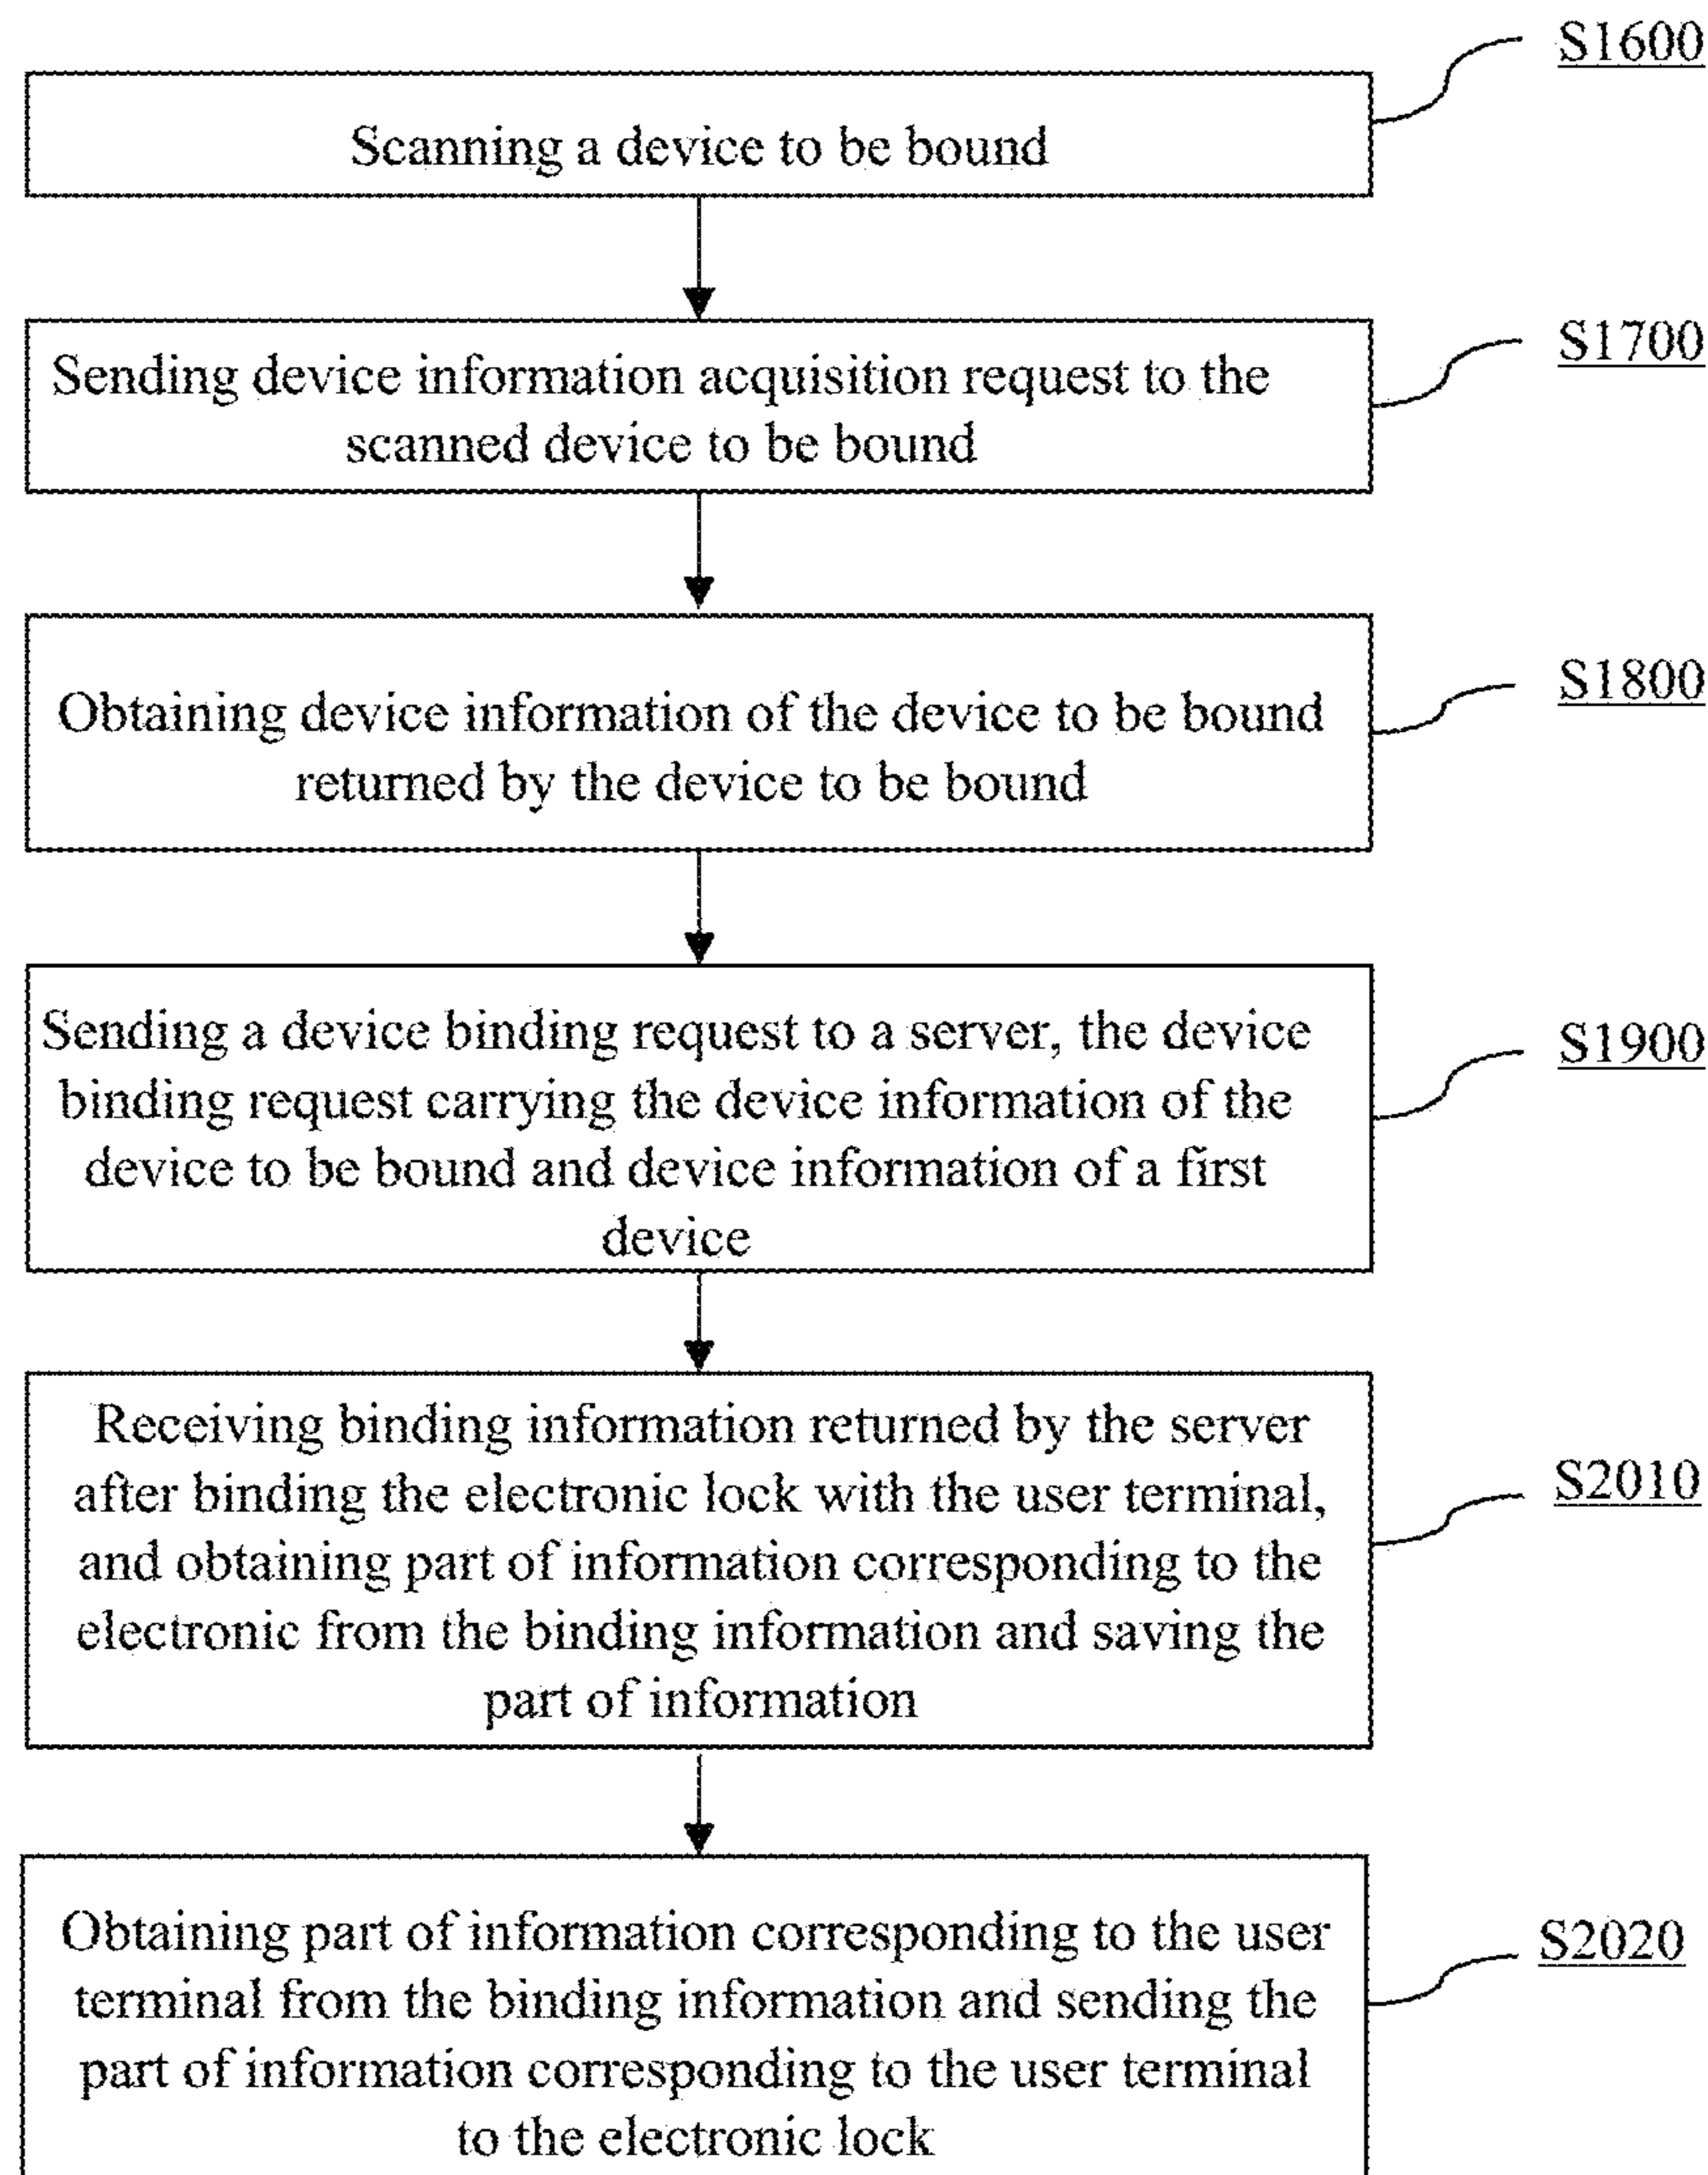 S1600
Scanning a device to be bound
S1700
Sending device information acquisition request to the
scanned device to be bound
S1800
Obtaining device information of the device to be bound
returned by the device to be bound
S1900
Sending a device binding request to a server, the device
binding request carrying the device information of the
device to be bound and device information of a first
device
S2010
Receiving binding information returned by the server
after binding the electronic lock with the user terminal,
and obtaining part of information corresponding to the
electronic from the binding information and saving the
part of information
S2020
Obtaining part of information corresponding to the user
terminal from the binding information and sending the
part of information corresponding to the user terminal
to the electronic lock